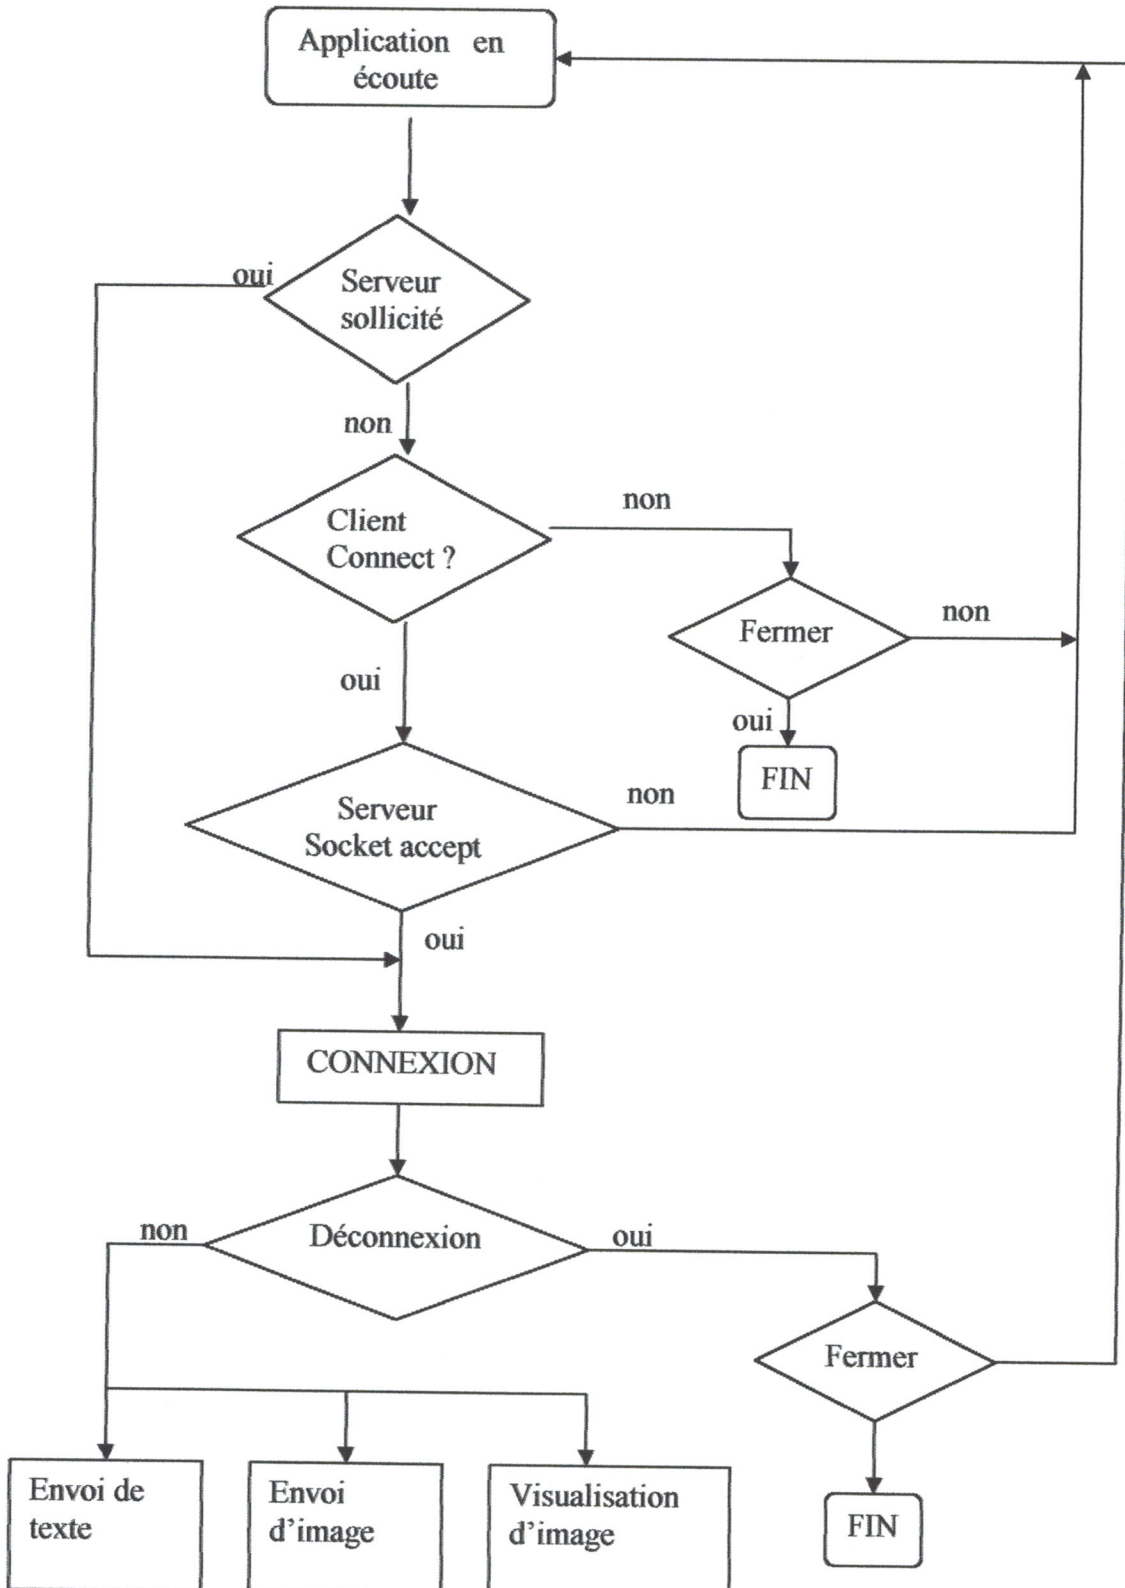 Application en
écoute
oui
Serveur
sollicité
non
Client
Connect ?
non
Fermer
non
oui
oui
FIN
Serveur
Socket accept
non
oui
CONNEXION
non
Déconnexion
oui
Fermer
Envoi de
texte
Envoi
d'image
Visualisation
d'image
FIN